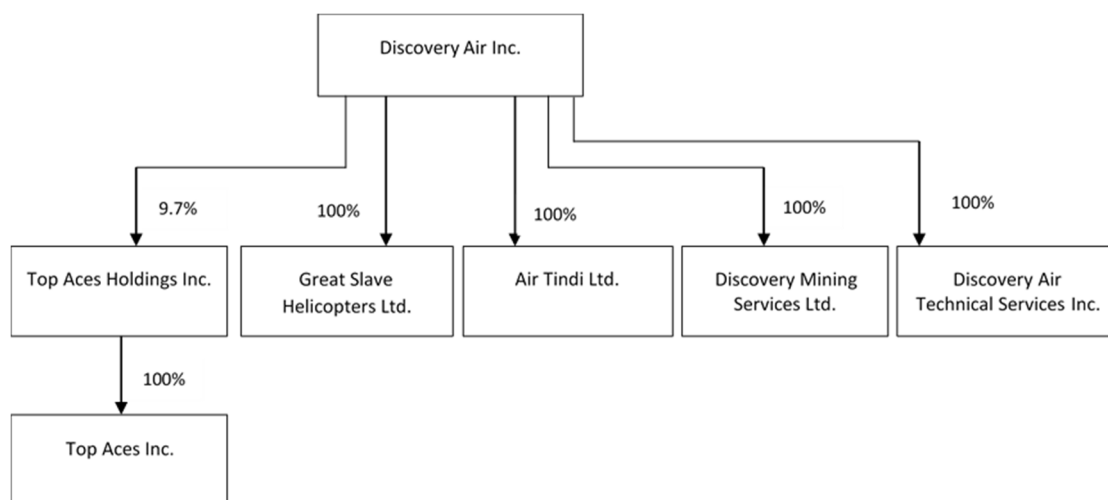 Discovery Air Inc.
9.7%
100%
100%
100%
100%
Top Aces Holdings Inc.
Great Slave
Helicopters Ltd.
Air Tindi Ltd.
Discovery Mining
Services Ltd.
Discovery Air
Technical Services Inc.
100%
Top Aces Inc.